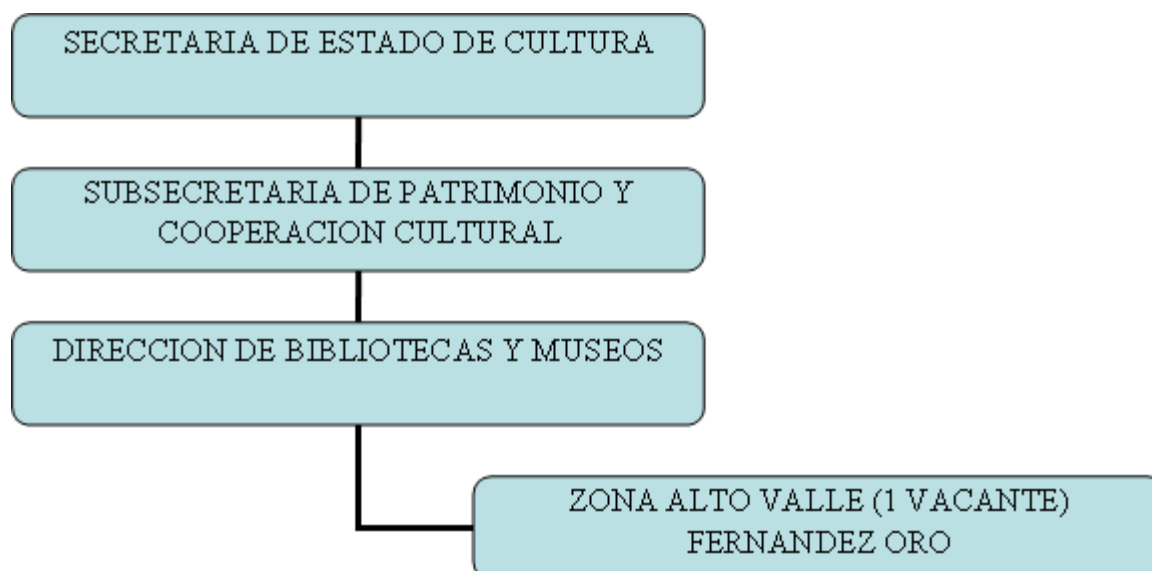 SECRETARIA DE ESTADO DE CULTURA
SUBSECRETARIA DE PATRIMONIO Y
COOPERACION CULTURAL
DIRECCION DE BIBLIOTECAS Y MUSEOS
ZONA ALTO VALLE (1 VACANTE)
FERNANDEZ ORO